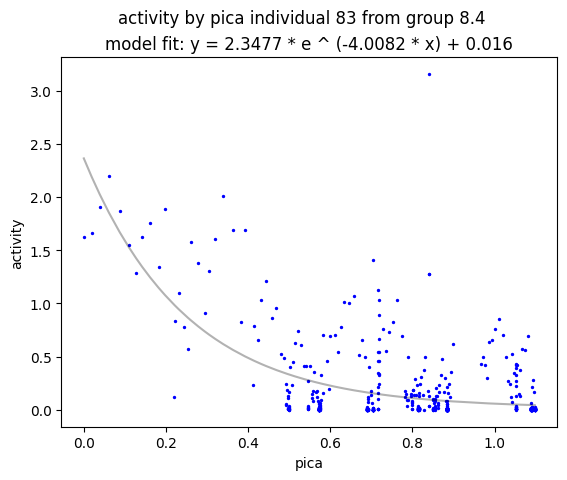 activity by pica individual 83 from group 8.4
model fit: y = 2.3477 * e ^ (-4.0082 * x) + 0.016
3.0
2.5
2.0
1.5
1.0
0.5
0.0
activity
0.0 0.2 0.4 0.6 0.8 1.0
pica